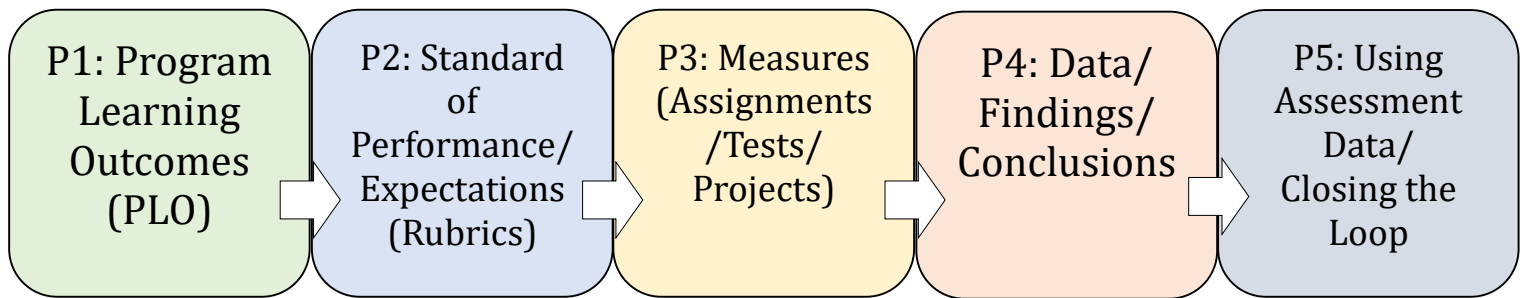 P1: Program
Learning
Outcomes
(PLO)
P2: Standard
of
Performance/
Expectations
(Rubrics)
P3: Measures
(Assignments
/Tests/
Projects)
P4: Data/
Findings/
Conclusions
P5: Using
Assessment
Data/
Closing the
Loop